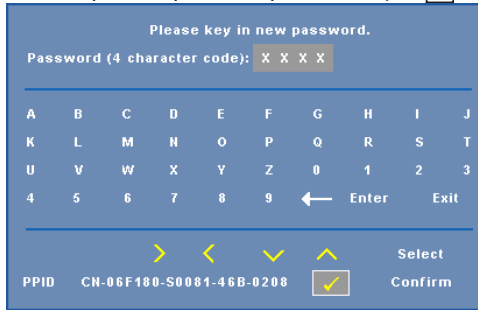 Please key in new password.
Password (4 character code): X X X X
A B C D E F G H I J
K L M N O P Q R S T
U V W X Y Z 0 1 2 3
4 5 6 7 8 9 ← Enter Exit
Select
PPID CN-06F180-S0081-46B-0208 ✓ Confirm